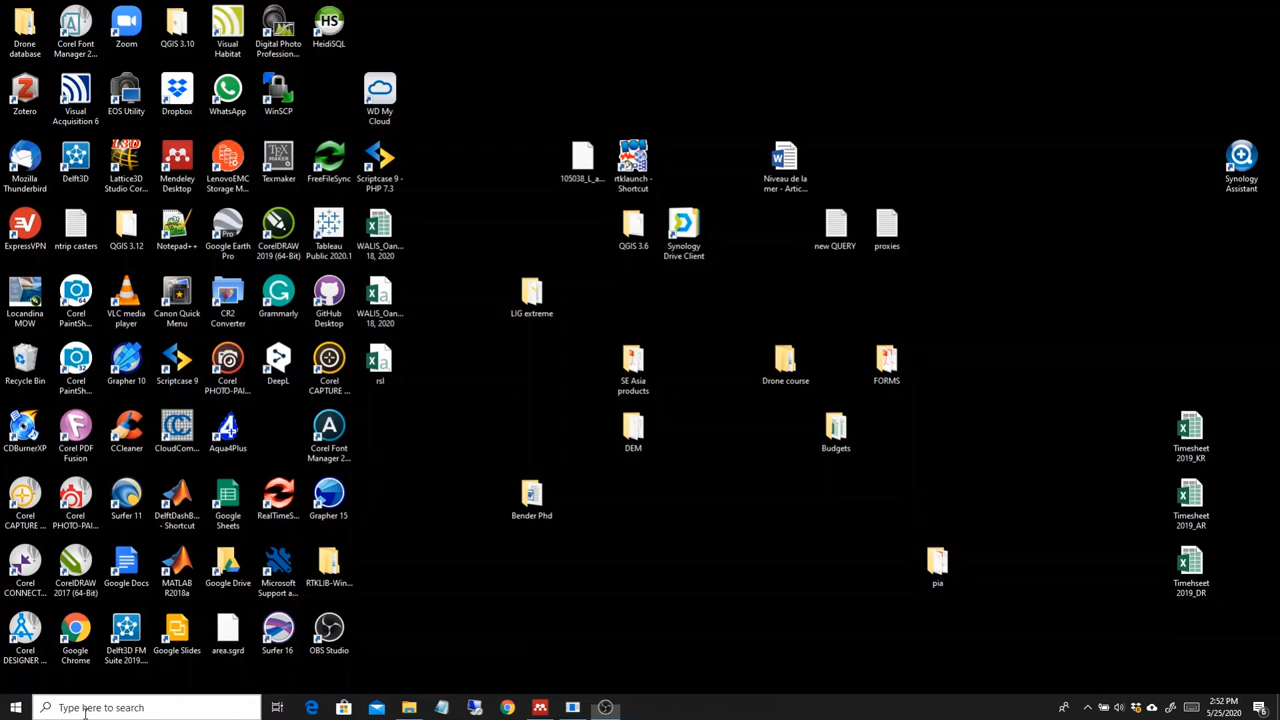 Drone
database
Corel Font
Manager 2...
Zoom
QGIS 3.10
Visual
Habitat
Digital Photo
Profession...
HS
HeidiSQL
Zotero
Visual
Acquisition 6
EOS Utility
Dropbox
WhatsApp
WinSCP
WD My
Cloud
Mozilla
Thunderbird
Delft3D
L3D
Lattice3D
Studio Cor...
Mendeley
Desktop
LenovoEMC
Storage M...
TEX
MAKER
Texmaker
FreeFileSync
Scriptcase 9 -
PHP 7.3
105038_L_a...
rtklaunch -
Shortcut
Niveau de la
mer - Artic...
Synology
Assistant
ExpressVPN
ntrip casters
QGIS 3.12
Notepad++
Pro
Google Earth
Pro
CorelDRAW
2019 (64-Bit)
Tableau
Public 2020.1
WALIS_Oan...
18, 2020
QGIS 3.6
Synology
Drive Client
new QUERY
proxies
Locandina
MOW
64
Corel
PaintSh...
VLC media
player
Canon Quick
Menu
CR2
Converter
Grammarly
GitHub
Desktop
WALIS_Oan...
18, 2020
LIG extreme
Recycle Bin
32
Corel
PaintSh...
Grapher 10
Scriptcase 9
Corel
PHOTO-PAI...
DeepL
Corel
CAPTURE ...
rsl
SE Asia
products
Drone course
FORMS
CDBurnerXP
Corel PDF
Fusion
CCleaner
CloudCom...
4
Aqua4Plus
Corel Font
Manager 2...
DEM
Budgets
Timesheet
2019_KR
Corel
CAPTURE ...
Corel
PHOTO-PAI...
Surfer 11
DelftDashB...
- Shortcut
Google
Sheets
RealTimeS...
Grapher 15
Bender Phd
Timesheet
2019_AR
Corel
CONNECT...
CorelDRAW
2017 (64-Bit)
Google Docs
MATLAB
R2018a
Google Drive
Microsoft
Support a...
RTKLIB-Win...
pia
Timehseet
2019_DR
Corel
DESIGNER ...
Google
Chrome
Delft3D FM
Suite 2019....
Google Slides
area.sgrd
Surfer 16
OBS Studio
Type here to search
2:52 PM
5/25/2020